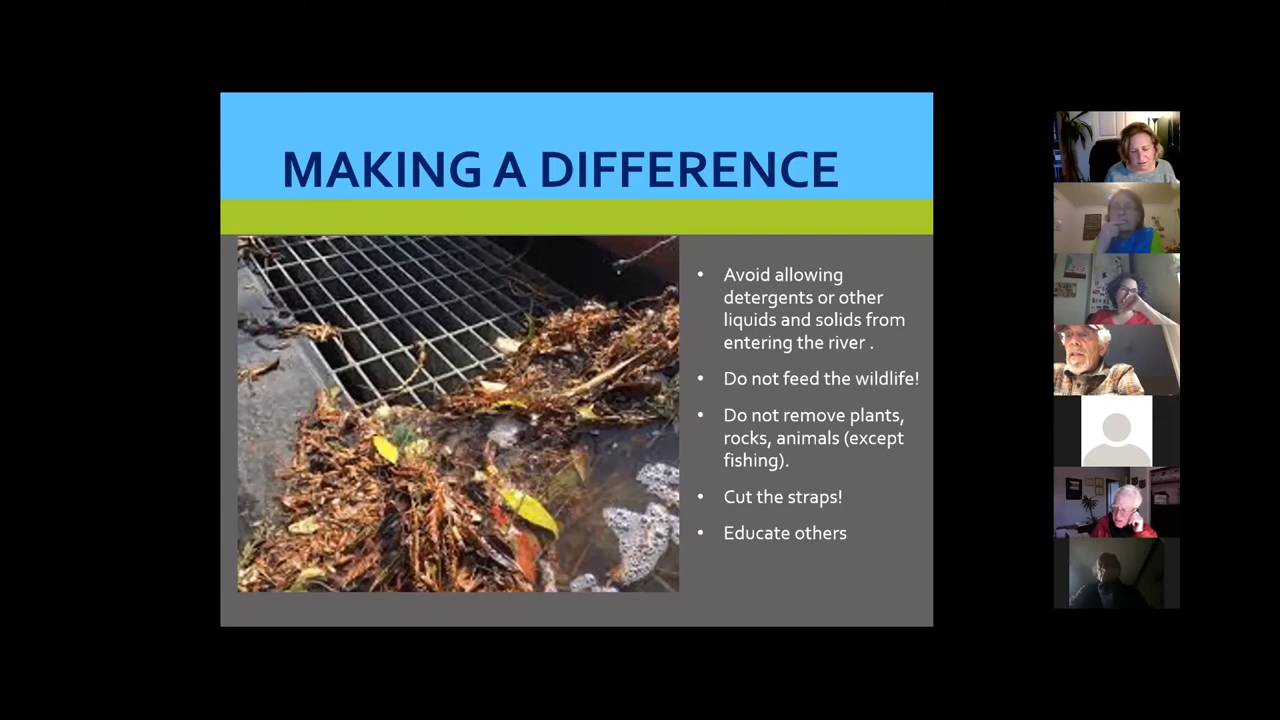 MAKING A DIFFERENCE
• Avoid allowing
detergents or other
liquids and solids from
entering the river .
• Do not feed the wildlife!
• Do not remove plants,
rocks, animals (except
fishing).
• Cut the straps!
• Educate others